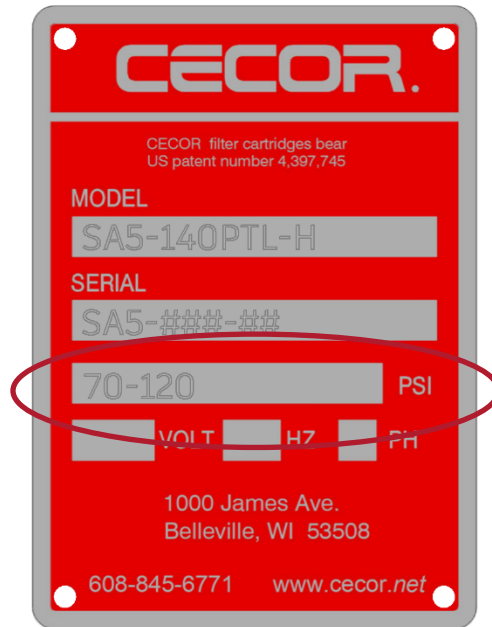 CECOR.
CECOR filter cartridges bear
US patent number 4,397,745
MODEL
SA5-140PTL-H
SERIAL
SA5-###-##
70-120 PSI
VOLT HZ PH
1000 James Ave.
Belleville, WI 53508
608-845-6771 www.cecor.net